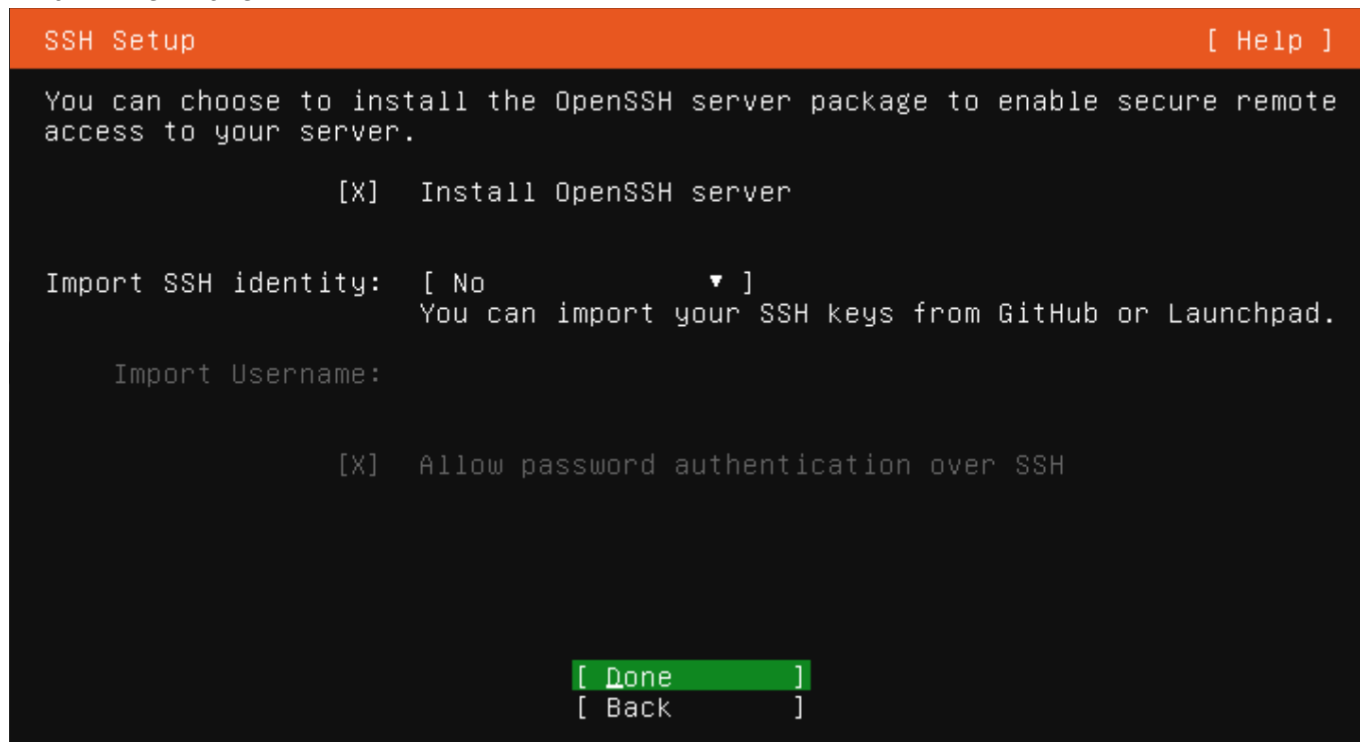 SSH Setup [ Help ]
You can choose to install the OpenSSH server package to enable secure remote
access to your server.
[X] Install OpenSSH server
Import SSH identity: [ No ▾ ]
You can import your SSH keys from GitHub or Launchpad.
Import Username:
[X] Allow password authentication over SSH
[ Done ]
[ Back ]